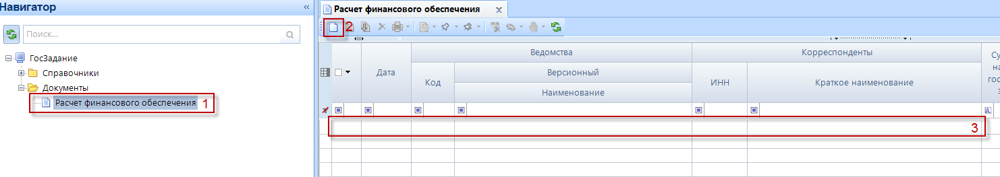 Навигатор
«
Поиск...
ГосЗадание
Справочники
Документы
Расчет финансового обеспечения 1
Расчет финансового обеспечения x
2
Дата
Ведомства
Код
Версионный
Наименование
Корреспонденты
ИНН
Краткое наименование
Су
на
гос
з
A
3